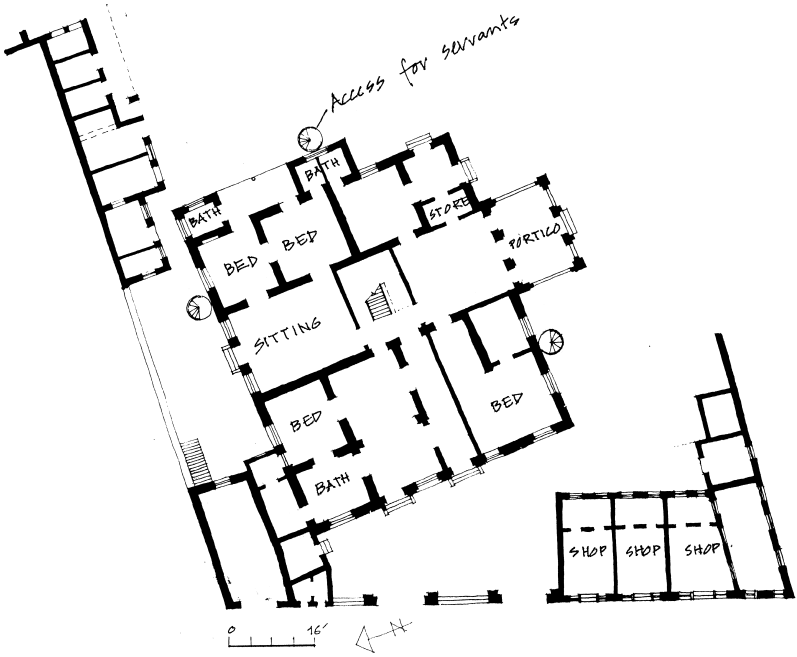 Access for servants
BATH
BATH
STORE
BED
BED
PORTICO
SITTING
BED
BED
BATH
SHOP SHOP SHOP
0 16'
N